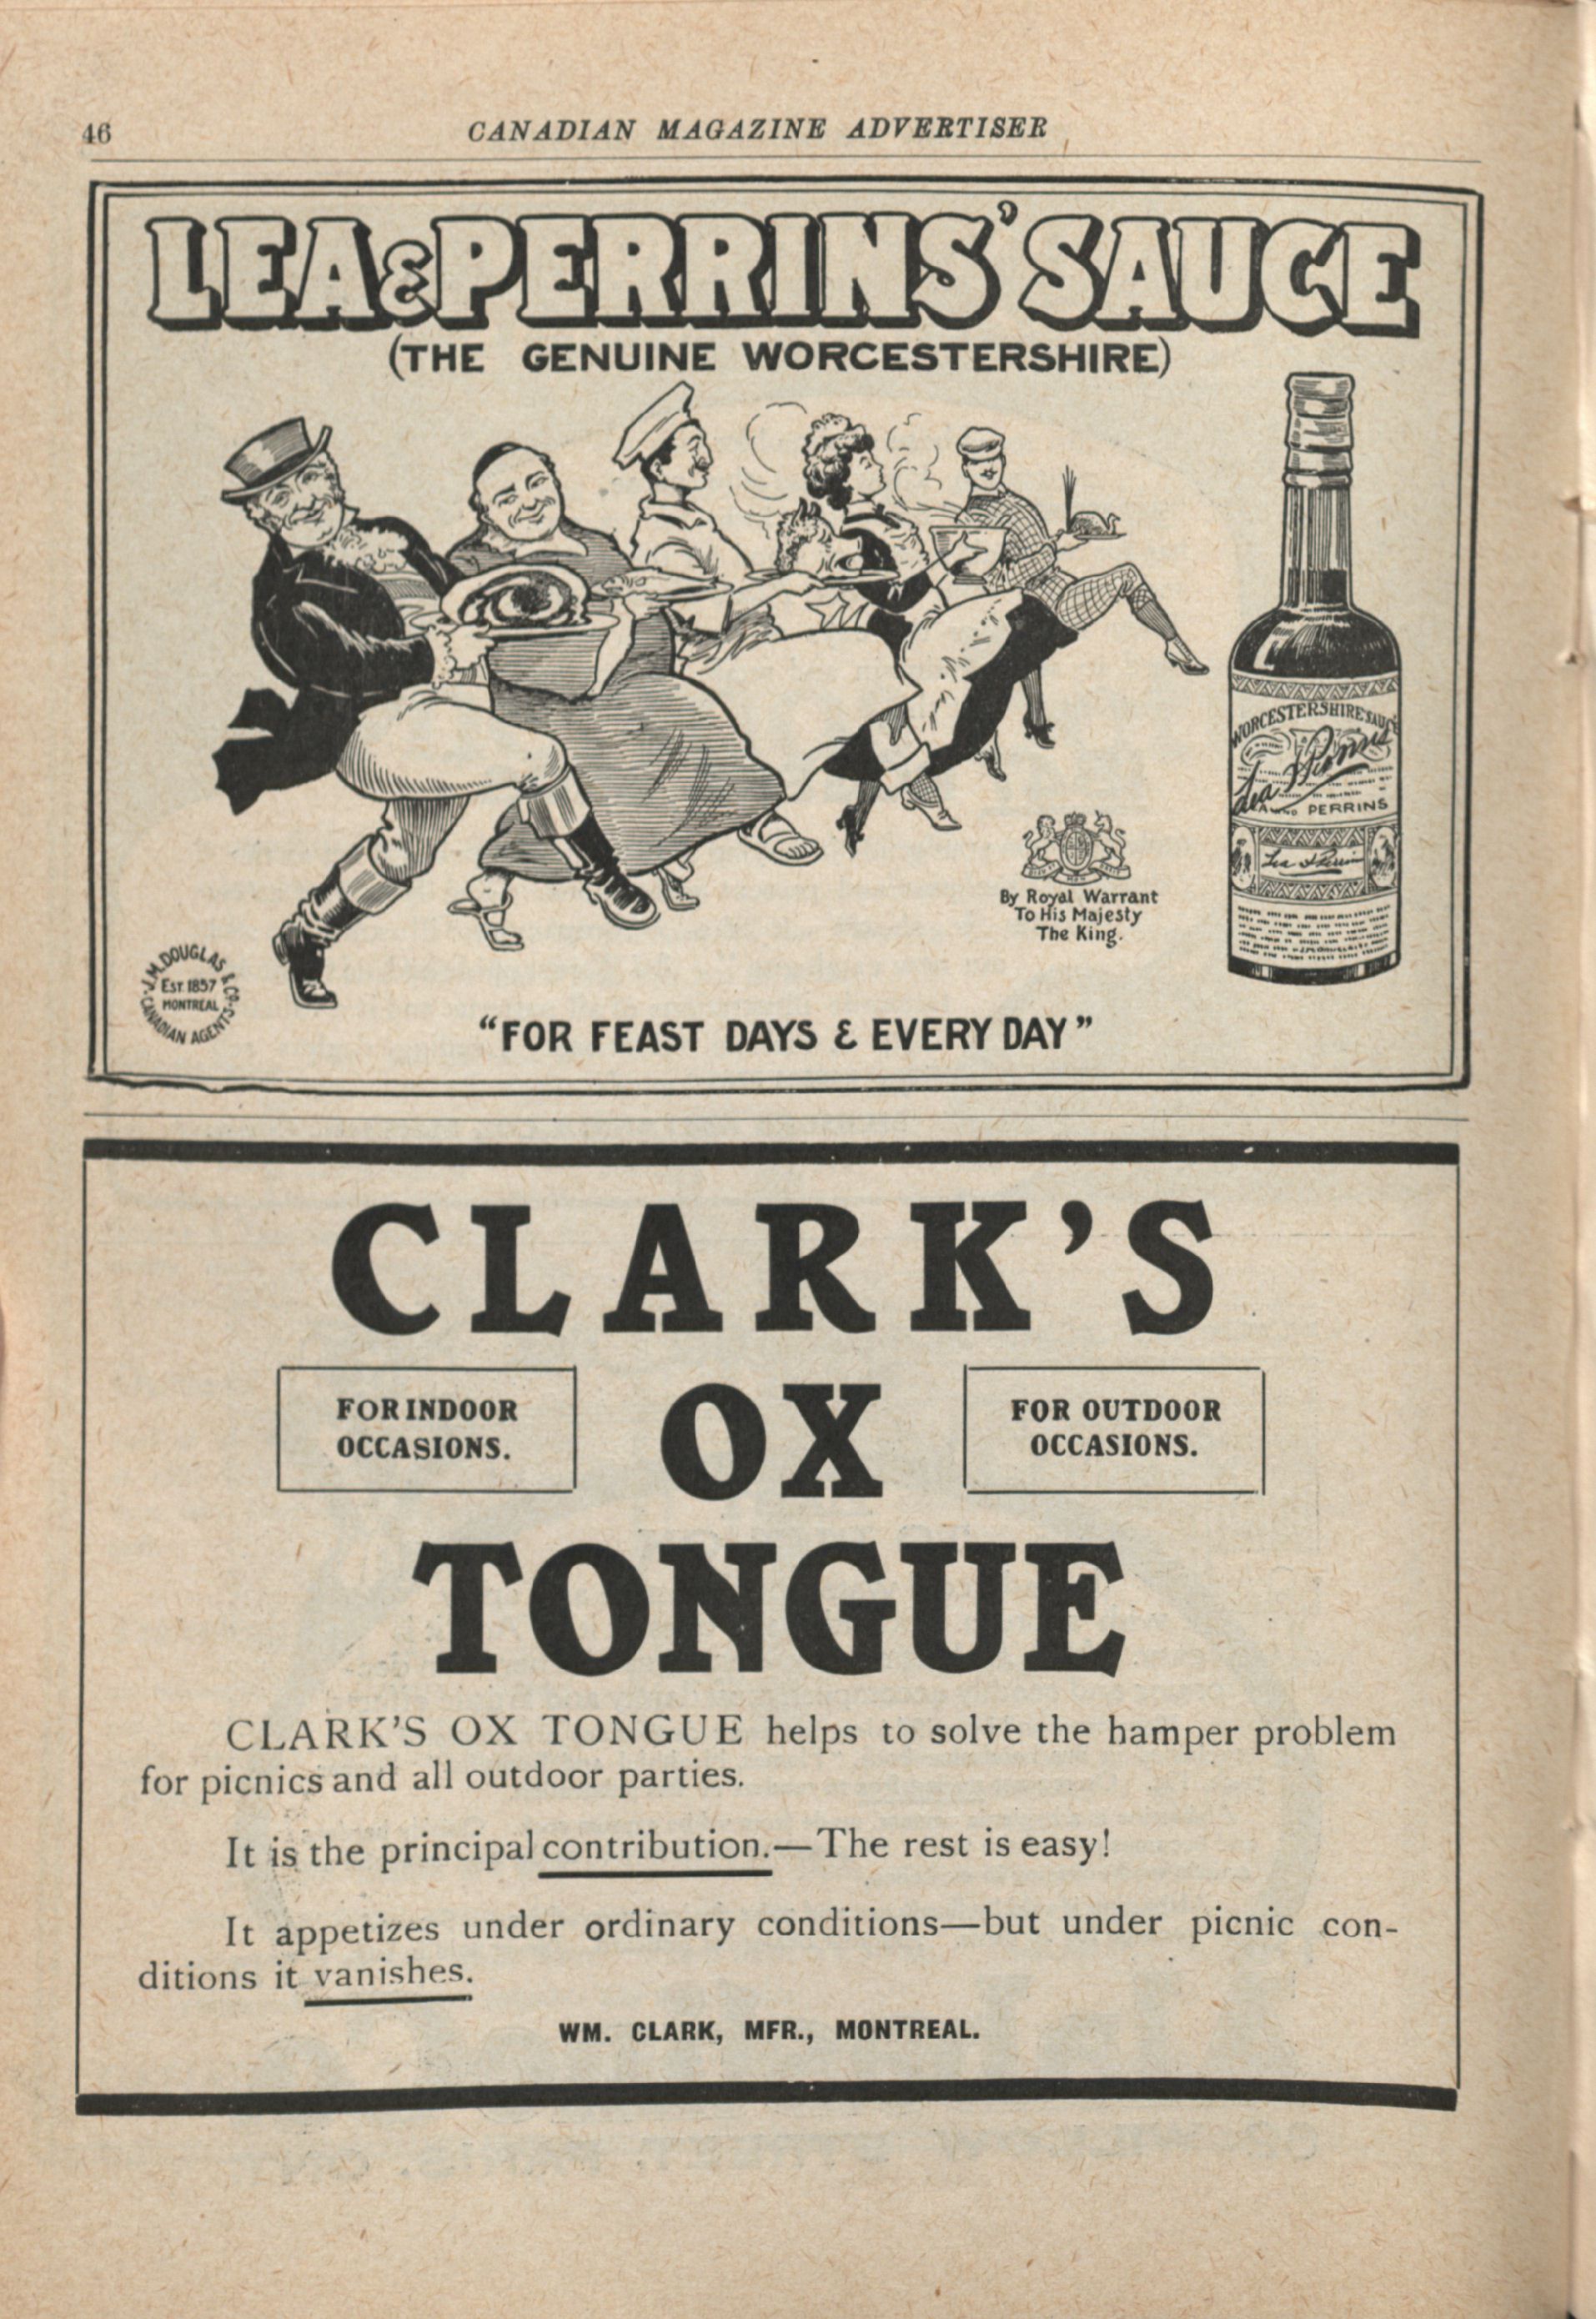 46
CANADIAN MAGAZINE ADVERTISER
LEA & PERRINS' SAUCE
(THE GENUINE WORCESTERSHIRE)
WORCESTERSHIRE SAUCE
Lea Perrins
LEA AND PERRINS
Lea & Perrins
By Royal Warrant
To His Majesty
The King.
J.M. DOUGLAS & CO.
EST. 1857
MONTREAL
CANADIAN AGENTS
"FOR FEAST DAYS & EVERY DAY"
CLARK'S
FOR INDOOR
OCCASIONS.
OX
FOR OUTDOOR
OCCASIONS.
TONGUE
CLARK'S OX TONGUE helps to solve the hamper problem
for picnics and all outdoor parties.
It is the principal contribution.—The rest is easy!
It appetizes under ordinary conditions—but under picnic con-
ditions it vanishes.
WM. CLARK, MFR., MONTREAL.